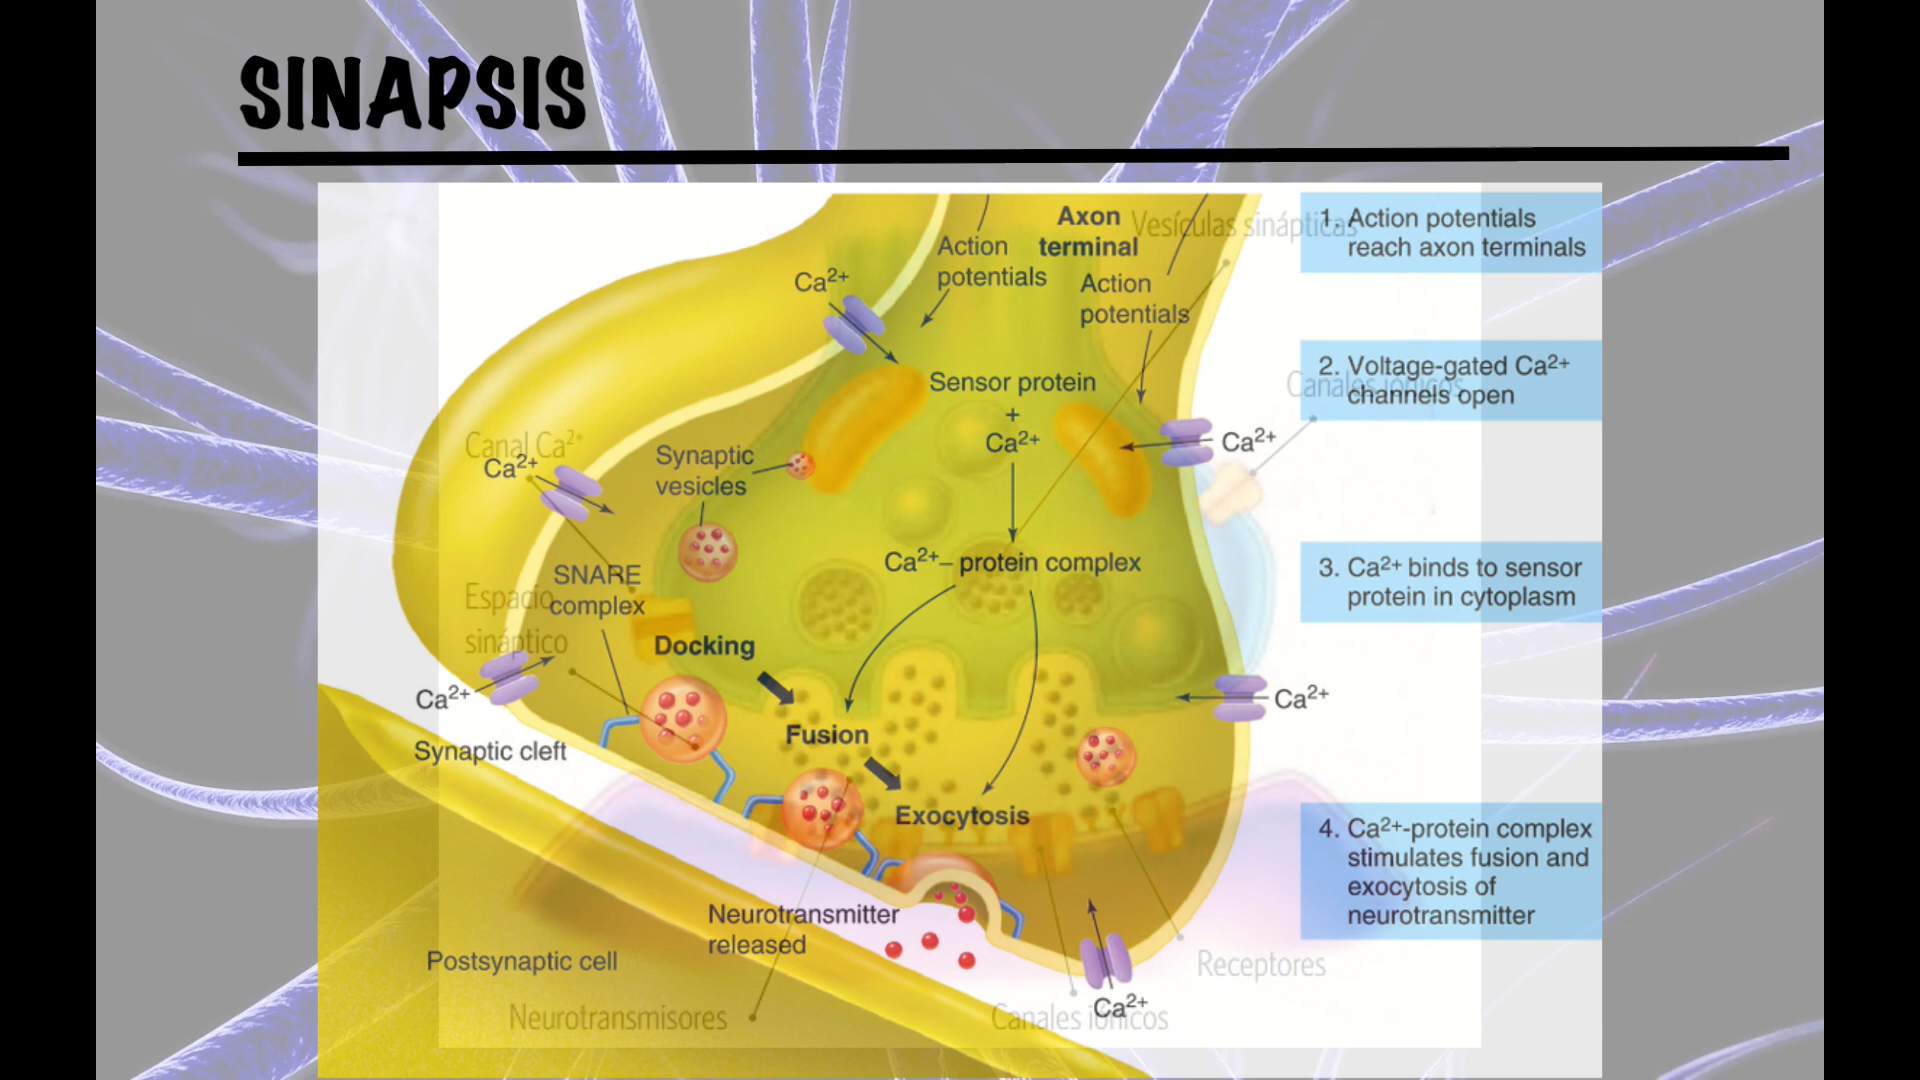 SINAPSIS
Axon
terminal
Vesículas sinápticas
Action
potentials
Action
potentials
Ca²⁺
1. Action potentials
reach axon terminals
Sensor protein
+
Ca²⁺
2. Voltage-gated Ca²⁺
channels open
Canales iónicos
Ca²⁺
Canal Ca²⁺
Ca²⁺
Synaptic
vesicles
Ca²⁺– protein complex
3. Ca²⁺ binds to sensor
protein in cytoplasm
SNARE
complex
Espacio
sináptico
Docking
Ca²⁺
Ca²⁺
Synaptic cleft
Fusion
Exocytosis
4. Ca²⁺-protein complex
stimulates fusion and
exocytosis of
neurotransmitter
Neurotransmitter
released
Postsynaptic cell
Receptores
Neurotransmisores
Canales iónicos
Ca²⁺